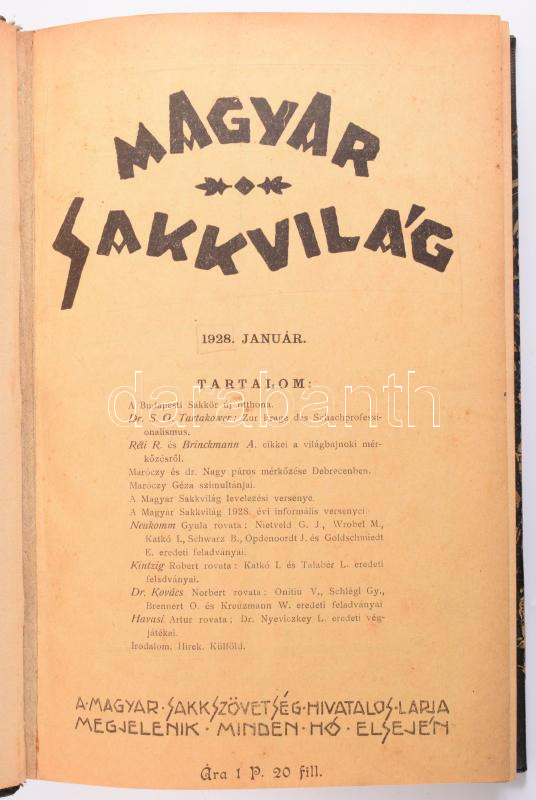 MAGYAR
SAKKVILÁG
1928. JANUÁR.
TARTALOM:
A Budapesti Sakkör új otthona.
Dr. S. G. Tartakower: Zur Frage des Schachprofessi-
onalismus.
Réti R. és Brinckmann A. cikkei a világbajnoki mér-
kőzésről.
Maróczy és dr. Nagy páros mérkőzése Debrecenben.
Maróczy Géza szimultánjai.
A Magyar Sakkvilág levelezési versenye.
A Magyar Sakkvilág 1928. évi informális versenyei.
Neukomm Gyula rovata: Nietveld G. J., Wrobel M.,
Katkó I., Schwarz B., Opdenoordt J. és Goldschmiedt
E. eredeti feladványai.
Kintzig Róbert rovata: Katkó I. és Talabér L. eredeti
feladványai.
Dr. Kovács Norbert rovata: Onitiu V., Schlégl Gy.,
Brennert O. és Kreuzmann W. eredeti feladványai
Havasi Artur rovata: Dr. Nyeviczkey L. eredeti vég-
játékai.
Irodalom. Hírek. Külföld.
darabanth
A·MAGYAR·SAKKSZÖVETSÉG·HIVATALOS·LAPJA
MEGJELENIK·MINDEN·HÓ·ELSEJÉN
Ára 1 P. 20 fill.